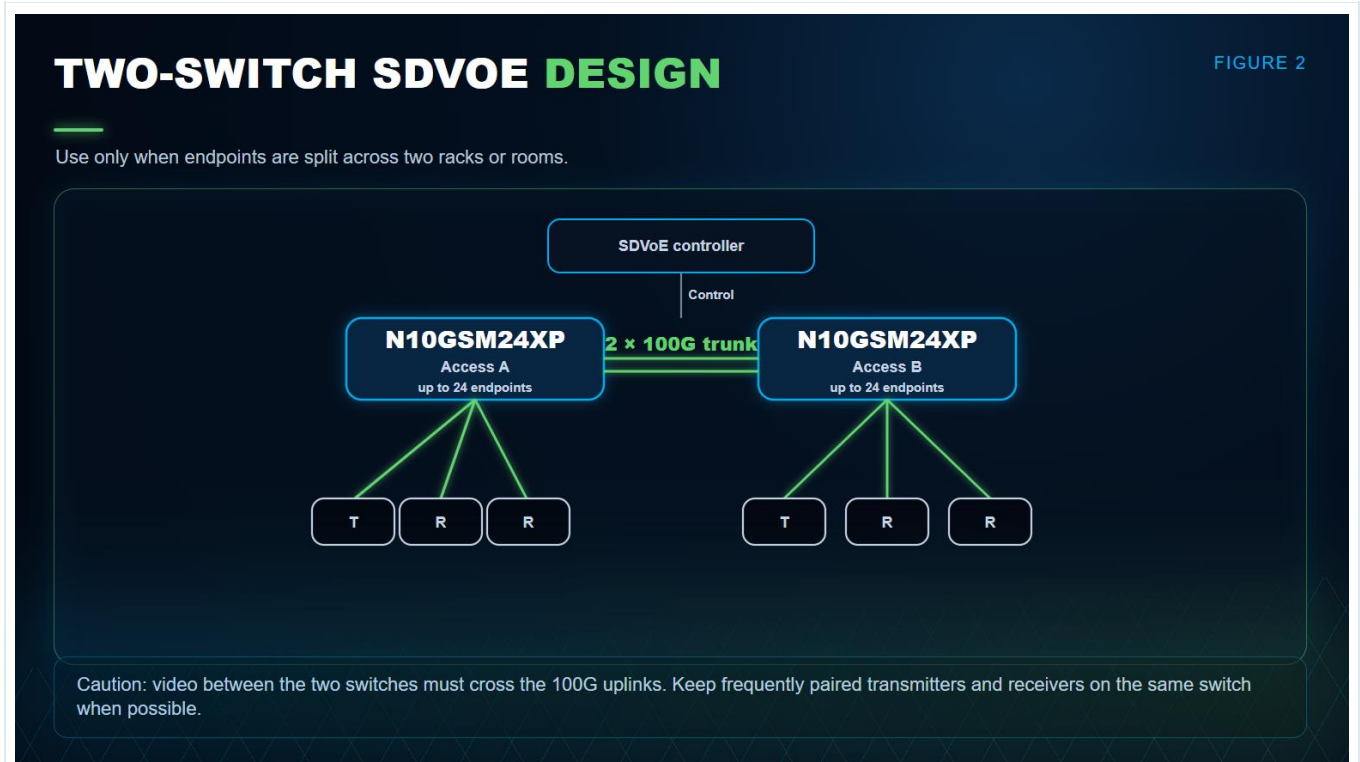 TWO-SWITCH SDVOE DESIGN
FIGURE 2
Use only when endpoints are split across two racks or rooms.
SDVoE controller
Control
N10GSM24XP
Access A
up to 24 endpoints
2 × 100G trunk
N10GSM24XP
Access B
up to 24 endpoints
T
R
R
T
R
R
Caution: video between the two switches must cross the 100G uplinks. Keep frequently paired transmitters and receivers on the same switch
when possible.